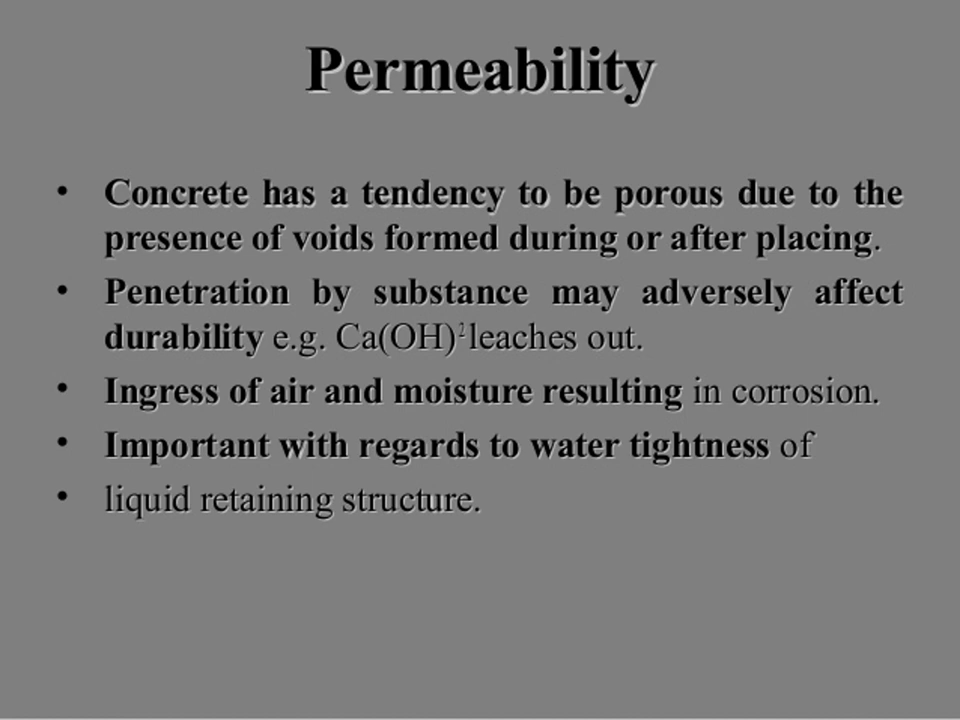 Permeability
• Concrete has a tendency to be porous due to the
presence of voids formed during or after placing.
• Penetration by substance may adversely affect
durability e.g. Ca(OH)²leaches out.
• Ingress of air and moisture resulting in corrosion.
• Important with regards to water tightness of
• liquid retaining structure.